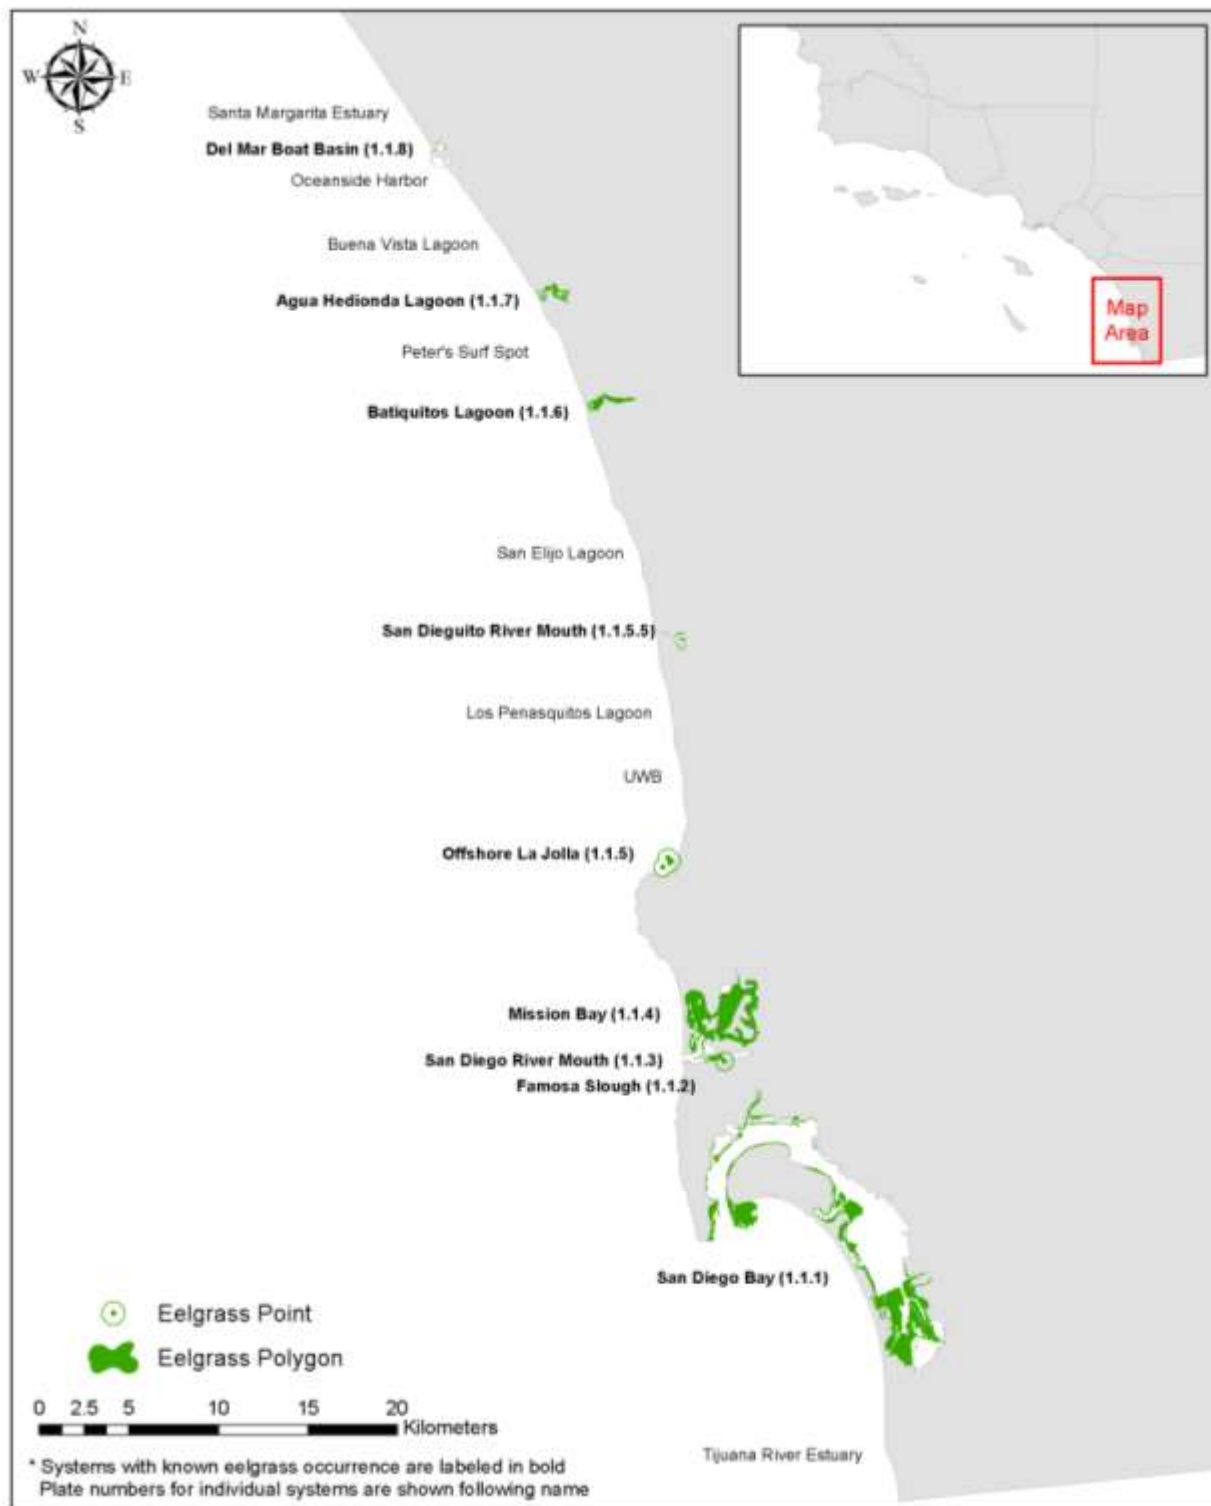 N
W E
S
Santa Margarita Estuary
Del Mar Boat Basin (1.1.8)
Oceanside Harbor
Buena Vista Lagoon
Agua Hedionda Lagoon (1.1.7)
Map
Area
Peter's Surf Spot
Batiquitos Lagoon (1.1.6)
San Elijo Lagoon
San Dieguito River Mouth (1.1.5.5)
Los Penasquitos Lagoon
UWB
Offshore La Jolla (1.1.5)
Mission Bay (1.1.4)
San Diego River Mouth (1.1.3)
Famosa Slough (1.1.2)
San Diego Bay (1.1.1)
Eelgrass Point
Eelgrass Polygon
0 2.5 5 10 15 20
Kilometers
Tijuana River Estuary
* Systems with known eelgrass occurrence are labeled in bold
Plate numbers for individual systems are shown following name